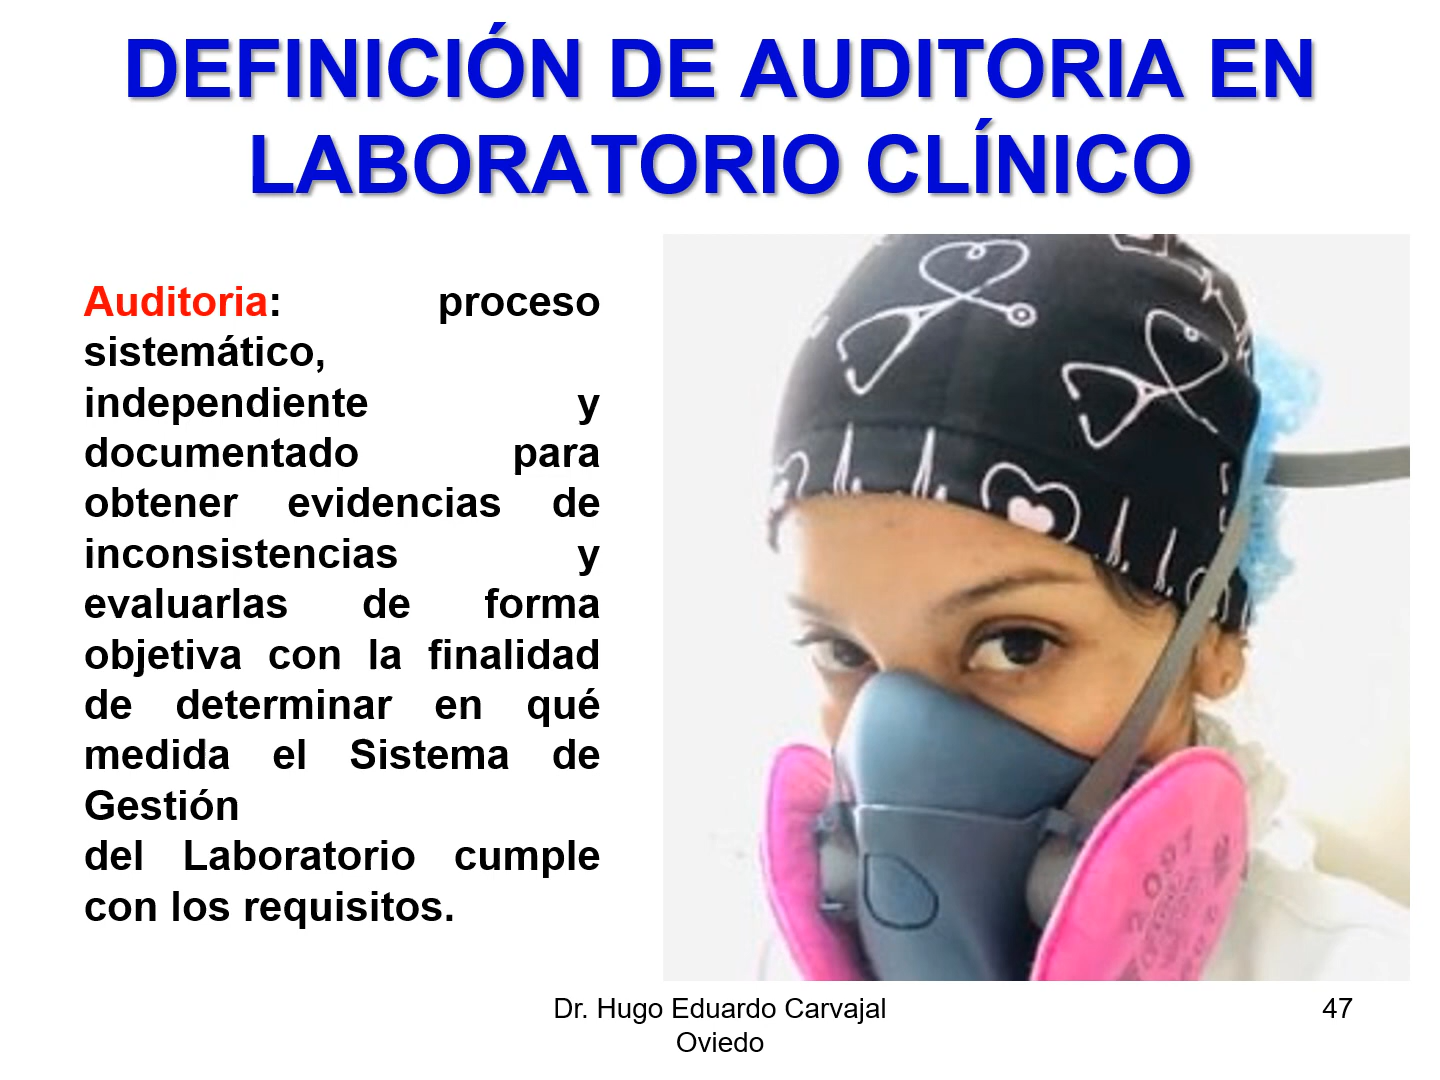 DEFINICIÓN DE AUDITORIA EN
LABORATORIO CLÍNICO
Auditoria: proceso
sistemático,
independiente y
documentado para
obtener evidencias de
inconsistencias y
evaluarlas de forma
objetiva con la finalidad
de determinar en qué
medida el Sistema de
Gestión
del Laboratorio cumple
con los requisitos.
2097
Dr. Hugo Eduardo Carvajal
Oviedo
47